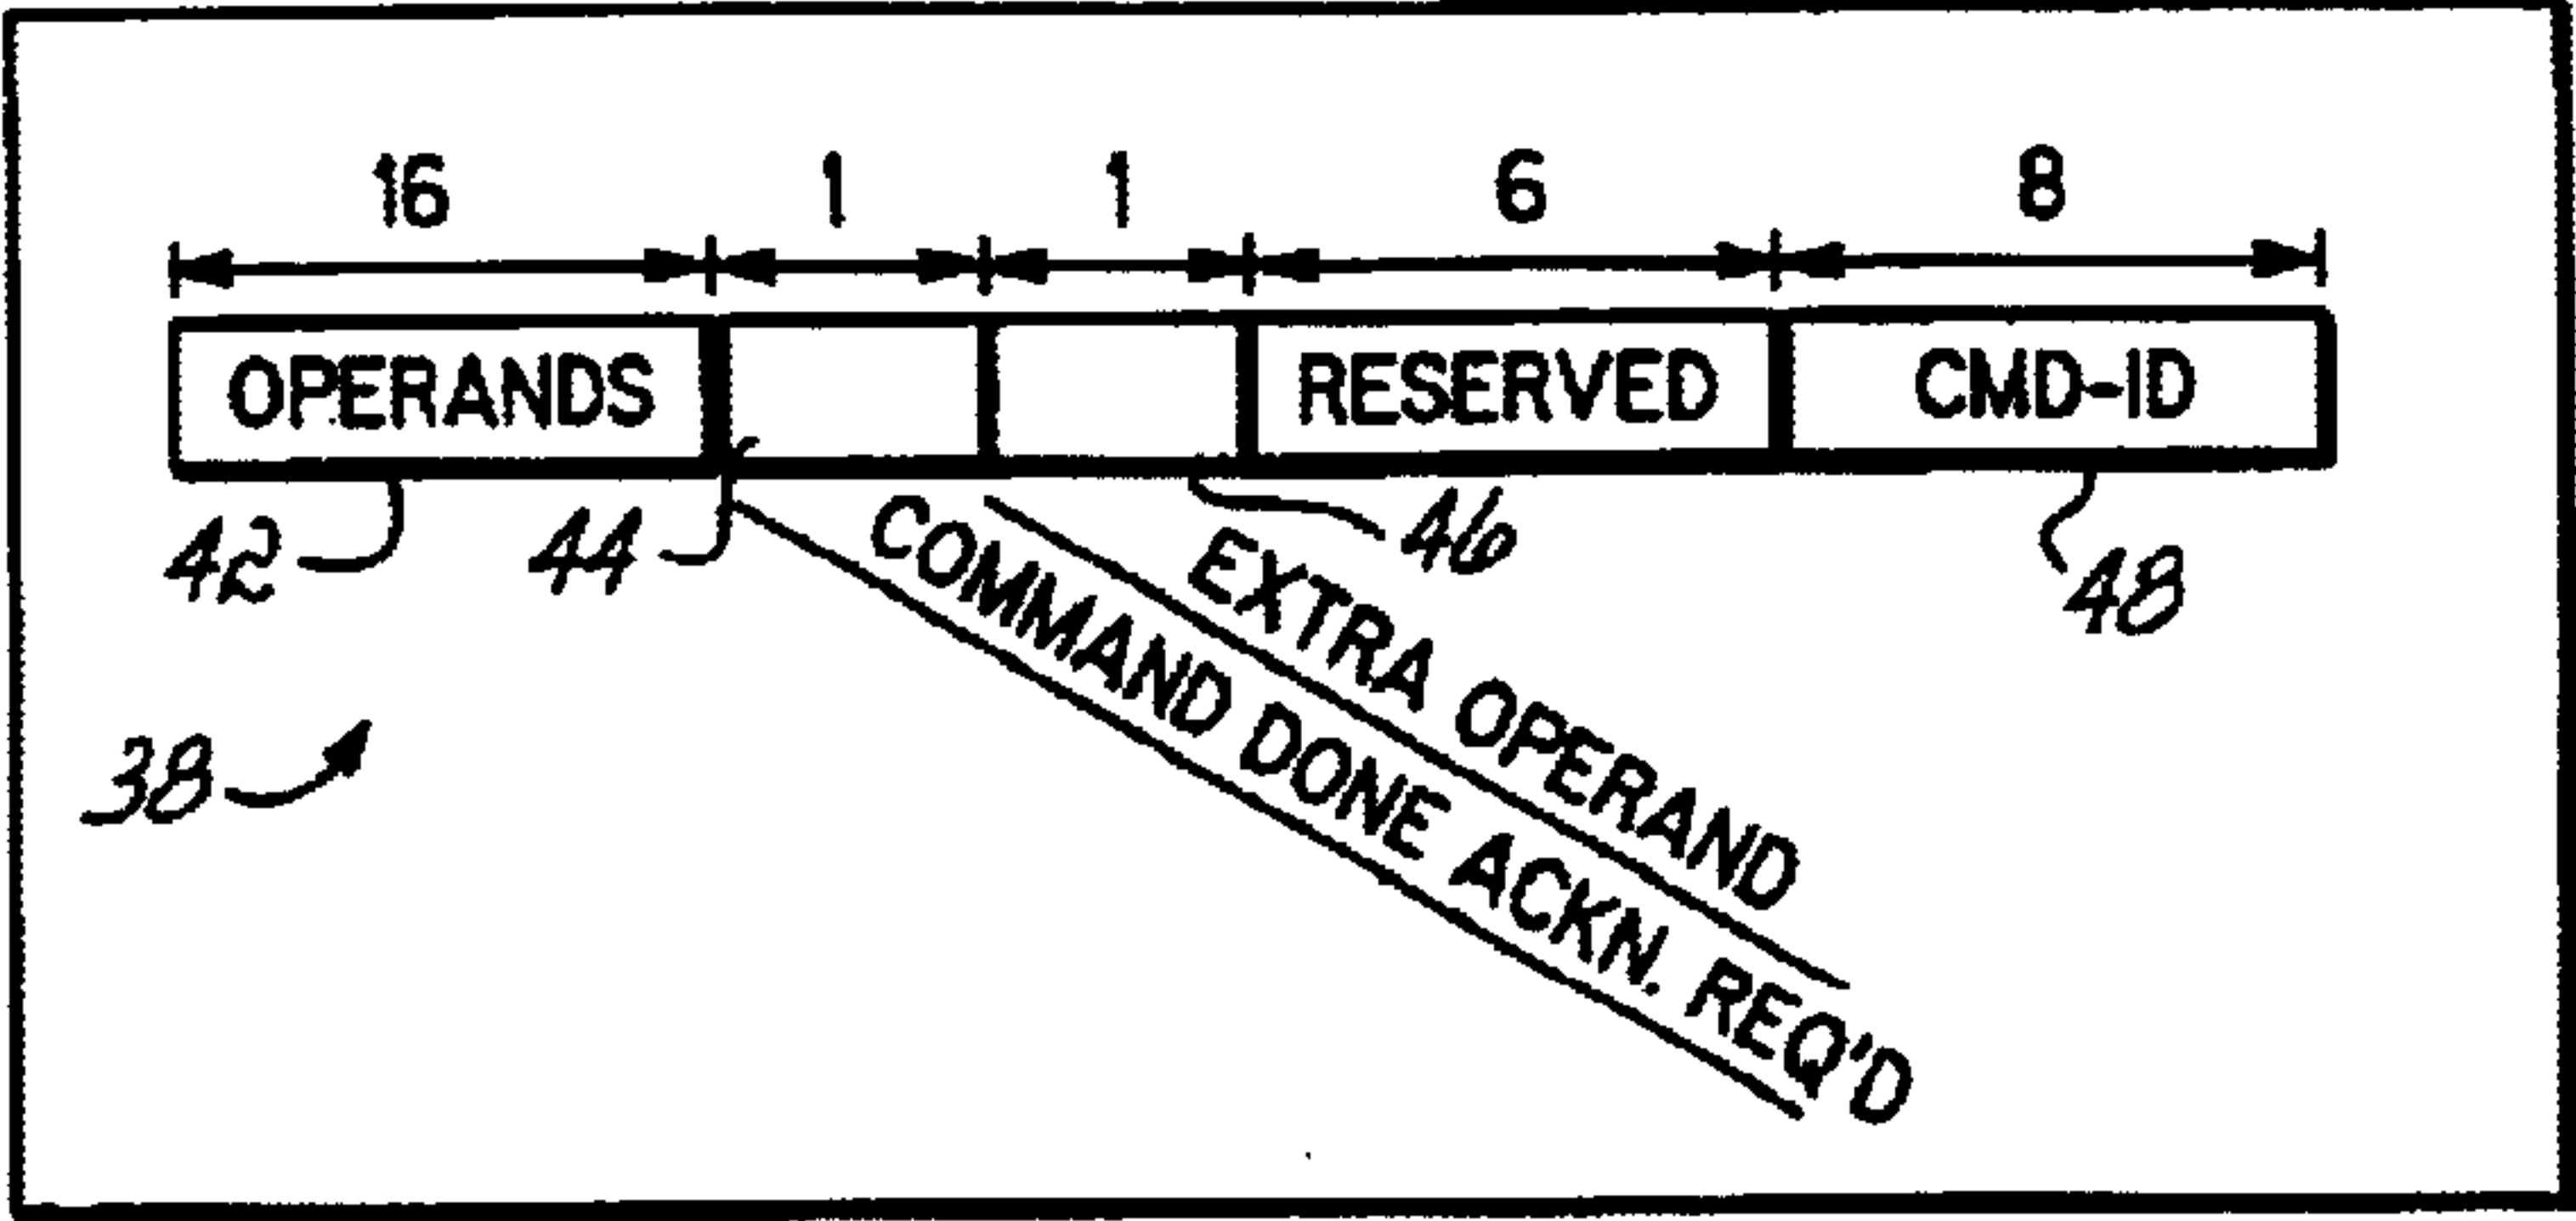 16 1 1 6 8
OPERANDS RESERVED CMD-ID
42 44 46 48
EXTRA OPERAND
COMMAND DONE ACKN. REQ'D
38